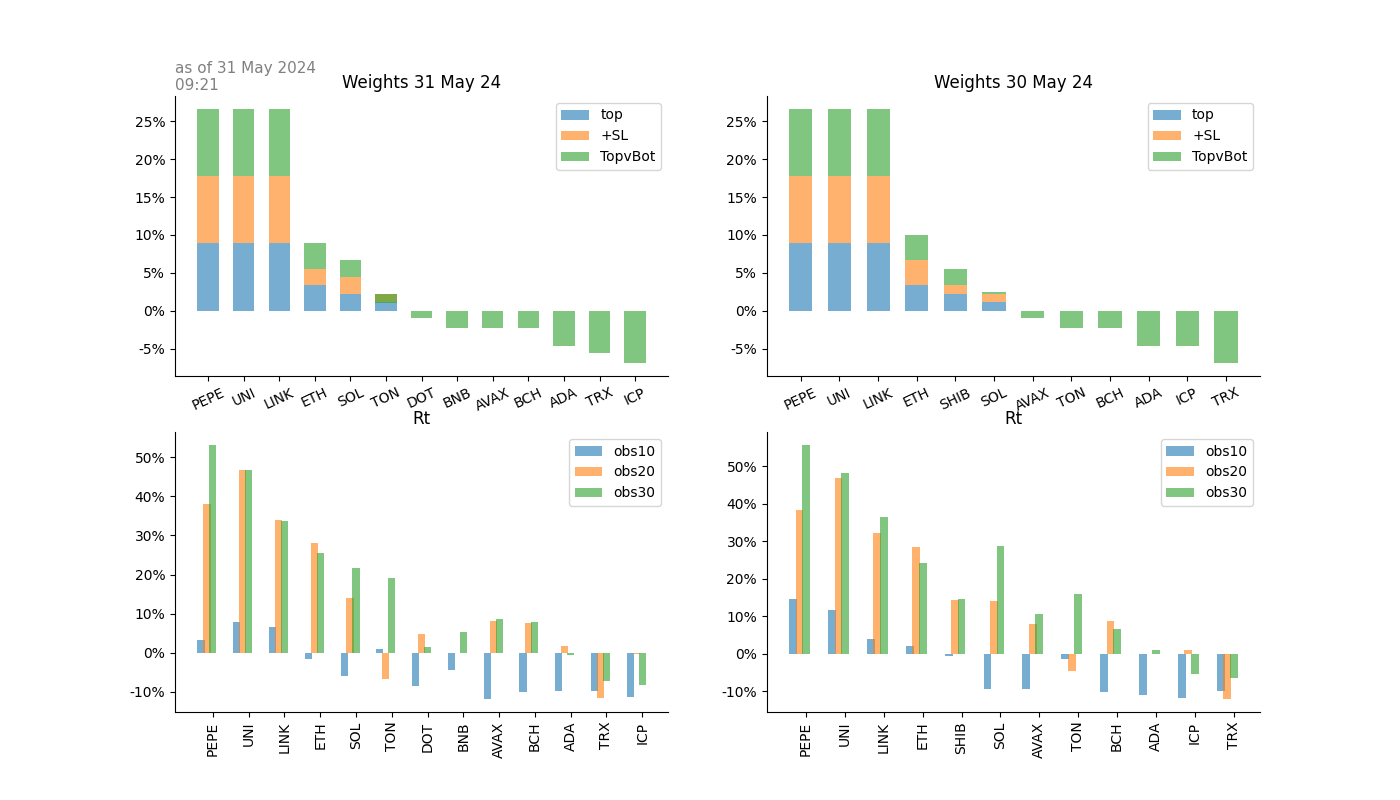 as of 31 May 2024
09:21
Weights 31 May 24
25%
20%
15%
10%
5%
0%
-5%
top
+SL
TopvBot
PEPE UNI LINK ETH SOL TON DOT BNB AVAX BCH ADA TRX ICP
Weights 30 May 24
25%
20%
15%
10%
5%
0%
-5%
top
+SL
TopvBot
PEPE UNI LINK ETH SHIB SOL AVAX TON BCH ADA ICP TRX
Rt
50%
40%
30%
20%
10%
0%
-10%
obs10
obs20
obs30
PEPE UNI LINK ETH SOL TON DOT BNB AVAX BCH ADA TRX ICP
Rt
50%
40%
30%
20%
10%
0%
-10%
obs10
obs20
obs30
PEPE UNI LINK ETH SHIB SOL AVAX TON BCH ADA ICP TRX